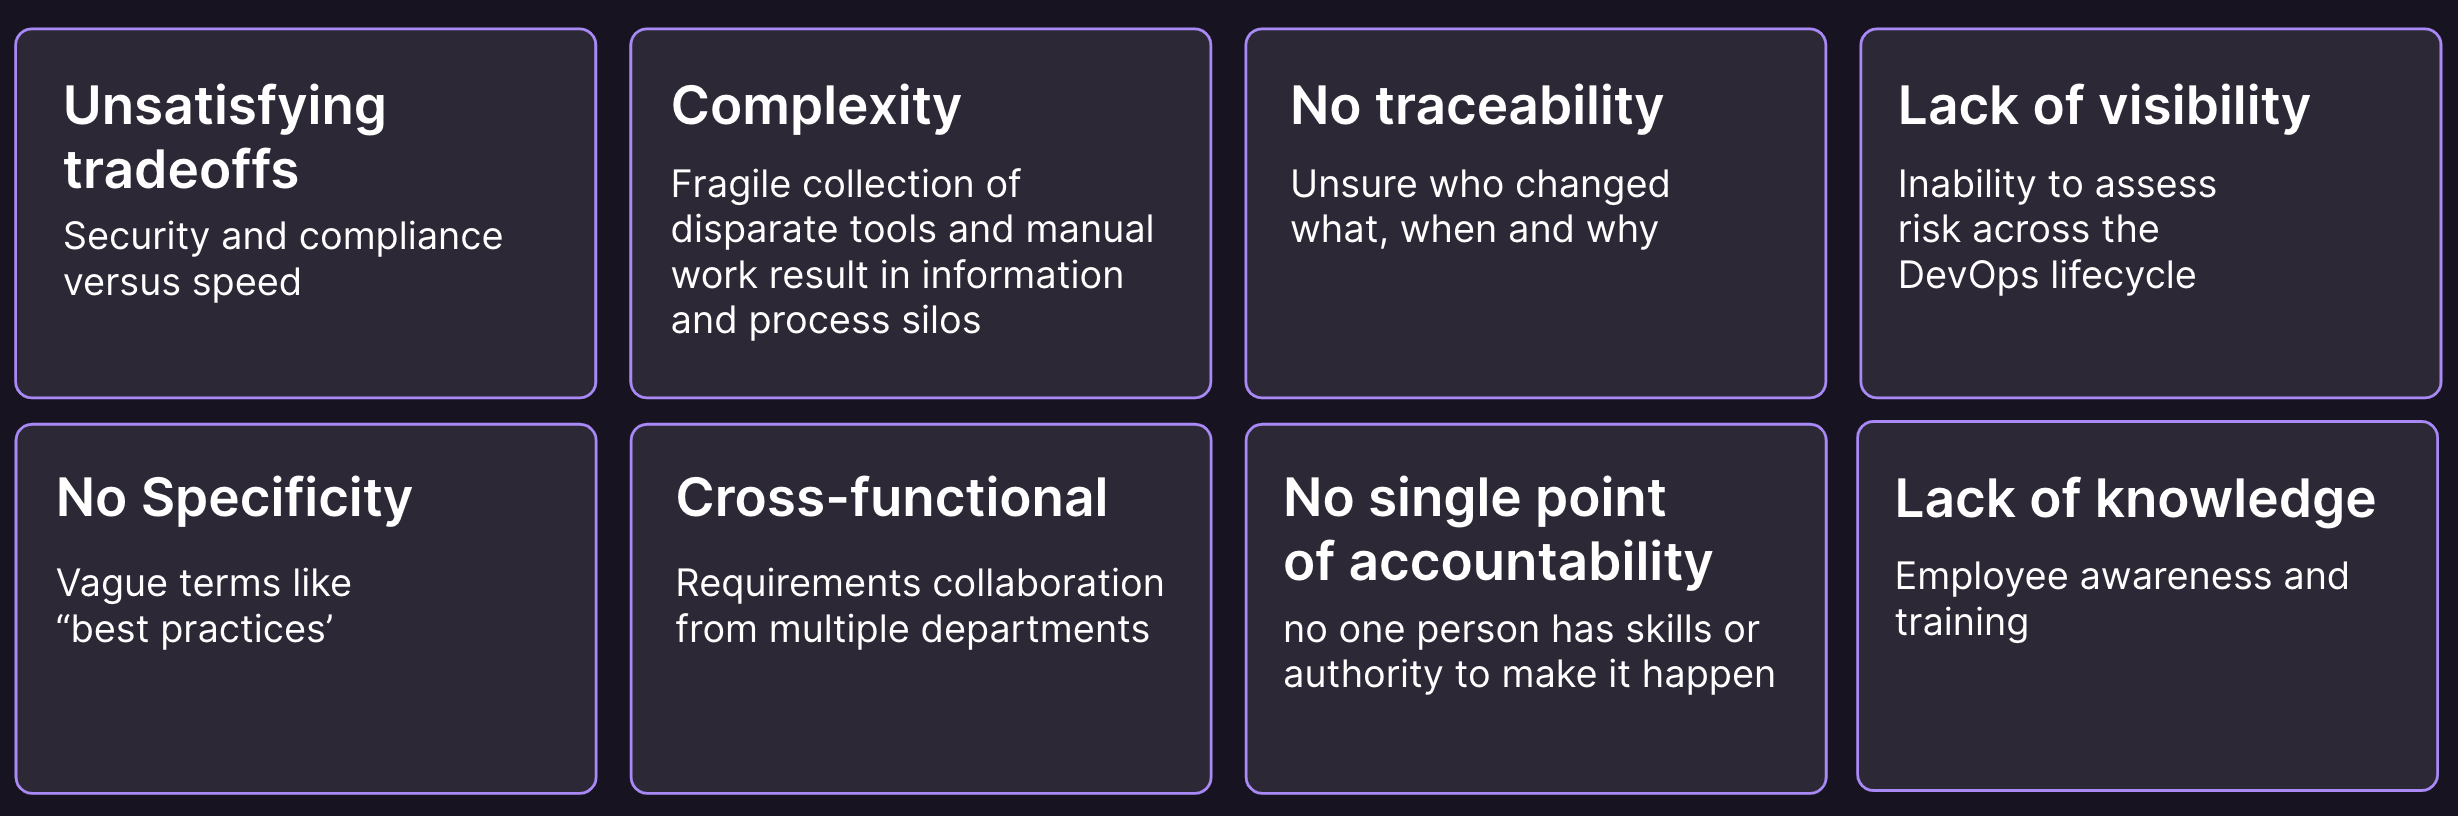 Unsatisfying
tradeoffs
Security and compliance
versus speed
Complexity
Fragile collection of
disparate tools and manual
work result in information
and process silos
No traceability
Unsure who changed
what, when and why
Lack of visibility
Inability to assess
risk across the
DevOps lifecycle
No Specificity
Vague terms like
“best practices’
Cross-functional
Requirements collaboration
from multiple departments
No single point
of accountability
no one person has skills or
authority to make it happen
Lack of knowledge
Employee awareness and
training